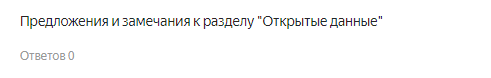 Предложения и замечания к разделу "Открытые данные"
Ответов 0